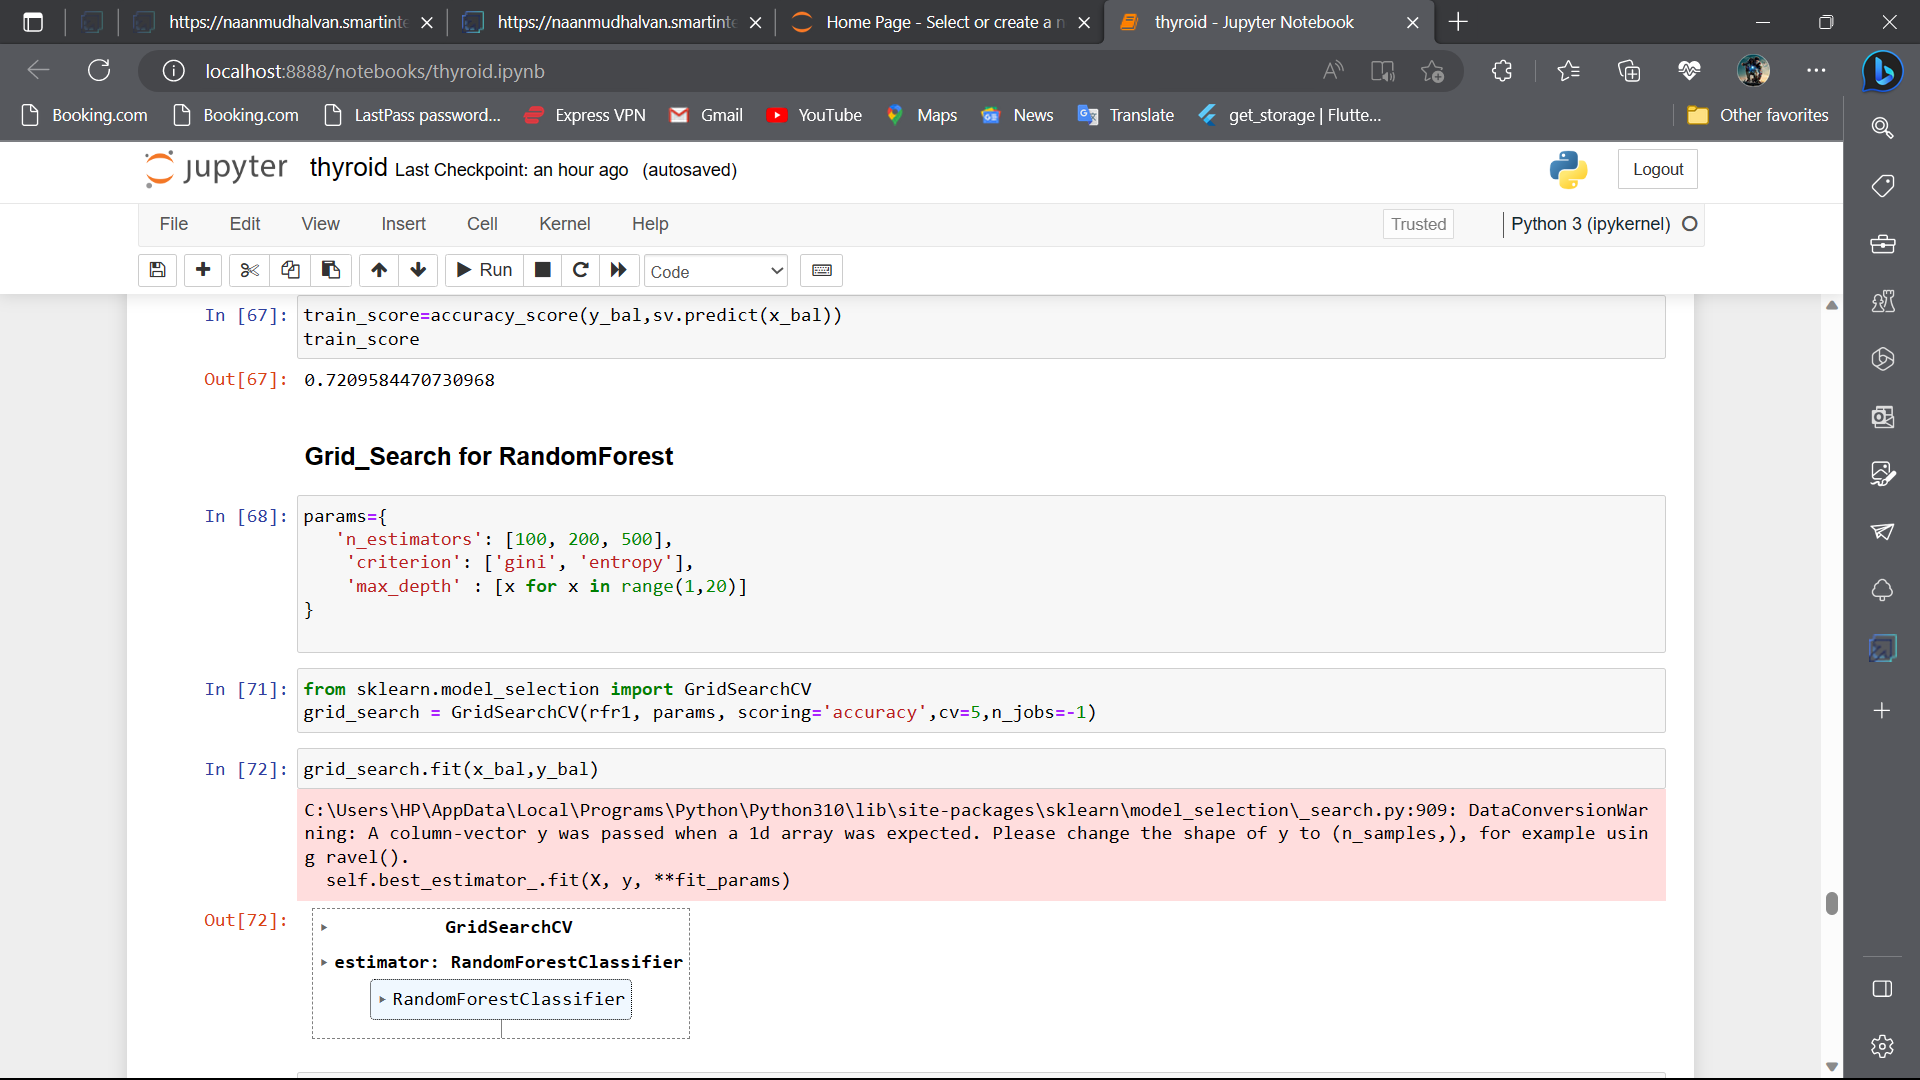 https://naanmudhalvan.smartinte
https://naanmudhalvan.smartinte
Home Page - Select or create a n
thyroid - Jupyter Notebook
localhost:8888/notebooks/thyroid.ipynb
Booking.com
Booking.com
LastPass password...
Express VPN
Gmail
YouTube
Maps
News
Translate
get_storage | Flutte...
Other favorites
jupyter
thyroid Last Checkpoint: an hour ago (autosaved)
Logout
File Edit View Insert Cell Kernel Help
Trusted
Python 3 (ipykernel)
Run
Code
In [67]: train_score=accuracy_score(y_bal,sv.predict(x_bal))
train_score
Out[67]: 0.7209584470730968
Grid_Search for RandomForest
In [68]: params={
'n_estimators': [100, 200, 500],
'criterion': ['gini', 'entropy'],
'max_depth' : [x for x in range(1,20)]
}
In [71]: from sklearn.model_selection import GridSearchCV
grid_search = GridSearchCV(rfr1, params, scoring='accuracy',cv=5,n_jobs=-1)
In [72]: grid_search.fit(x_bal,y_bal)
C:\Users\HP\AppData\Local\Programs\Python\Python310\lib\site-packages\sklearn\model_selection\_search.py:909: DataConversionWar
ning: A column-vector y was passed when a 1d array was expected. Please change the shape of y to (n_samples,), for example usin
g ravel().
self.best_estimator_.fit(X, y, **fit_params)
Out[72]:
GridSearchCV
estimator: RandomForestClassifier
RandomForestClassifier